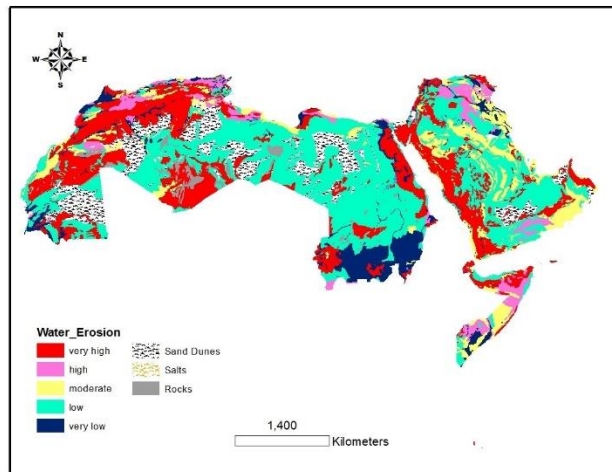 N
W E
S
Water_Erosion
very high
high
moderate
low
very low
Sand Dunes
Salts
Rocks
1,400
Kilometers